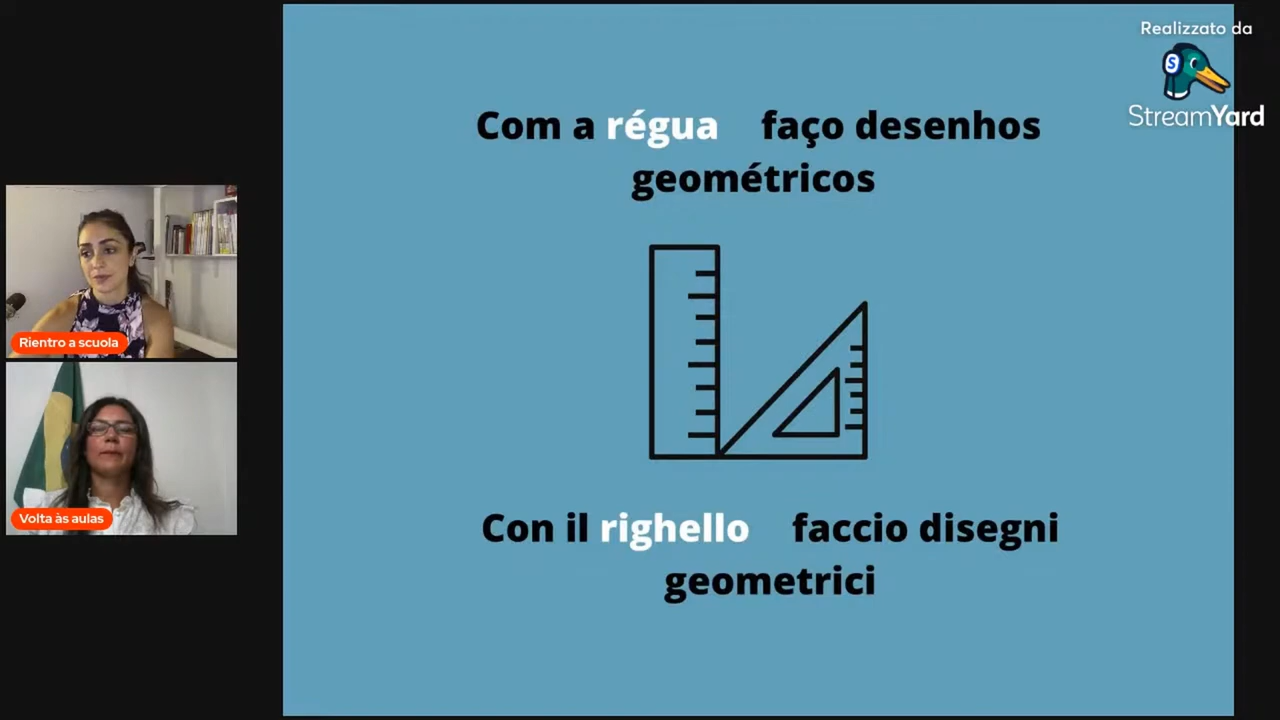 Realizzato da
S
StreamYard
Com a régua faço desenhos
geométricos
Con il righello faccio disegni
geometrici
Rientro a scuola
Volta às aulas